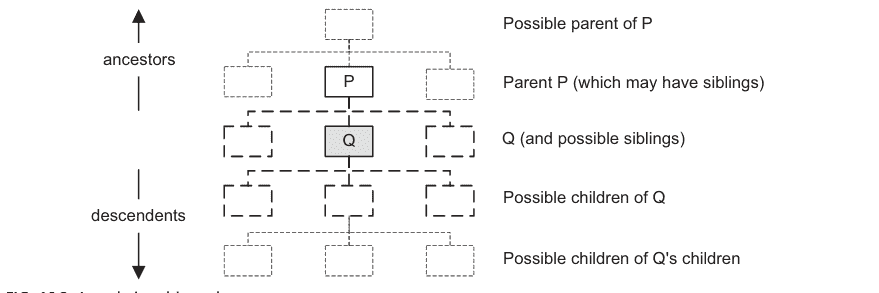 Possible parent of P
ancestors
P
Parent P (which may have siblings)
Q
Q (and possible siblings)
Possible children of Q
descendents
Possible children of Q's children